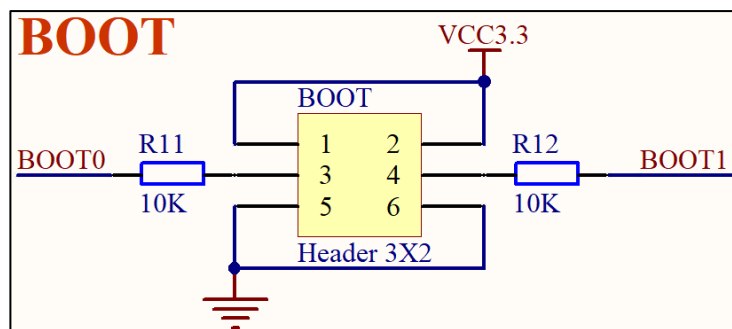 BOOT
VCC3.3
BOOT
R11
1
2
R12
BOOT0
3
4
BOOT1
10K
5
6
10K
Header 3X2